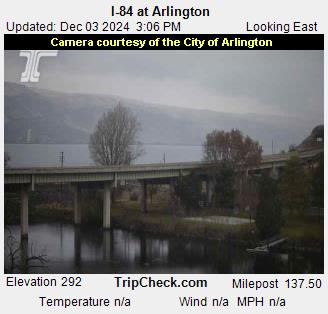 I-84 at Arlington
Updated: Dec 03 2024 3:06 PM Looking East
Camera courtesy of the City of Arlington
Elevation 292 TripCheck.com Milepost 137.50
Temperature n/a Wind n/a MPH n/a